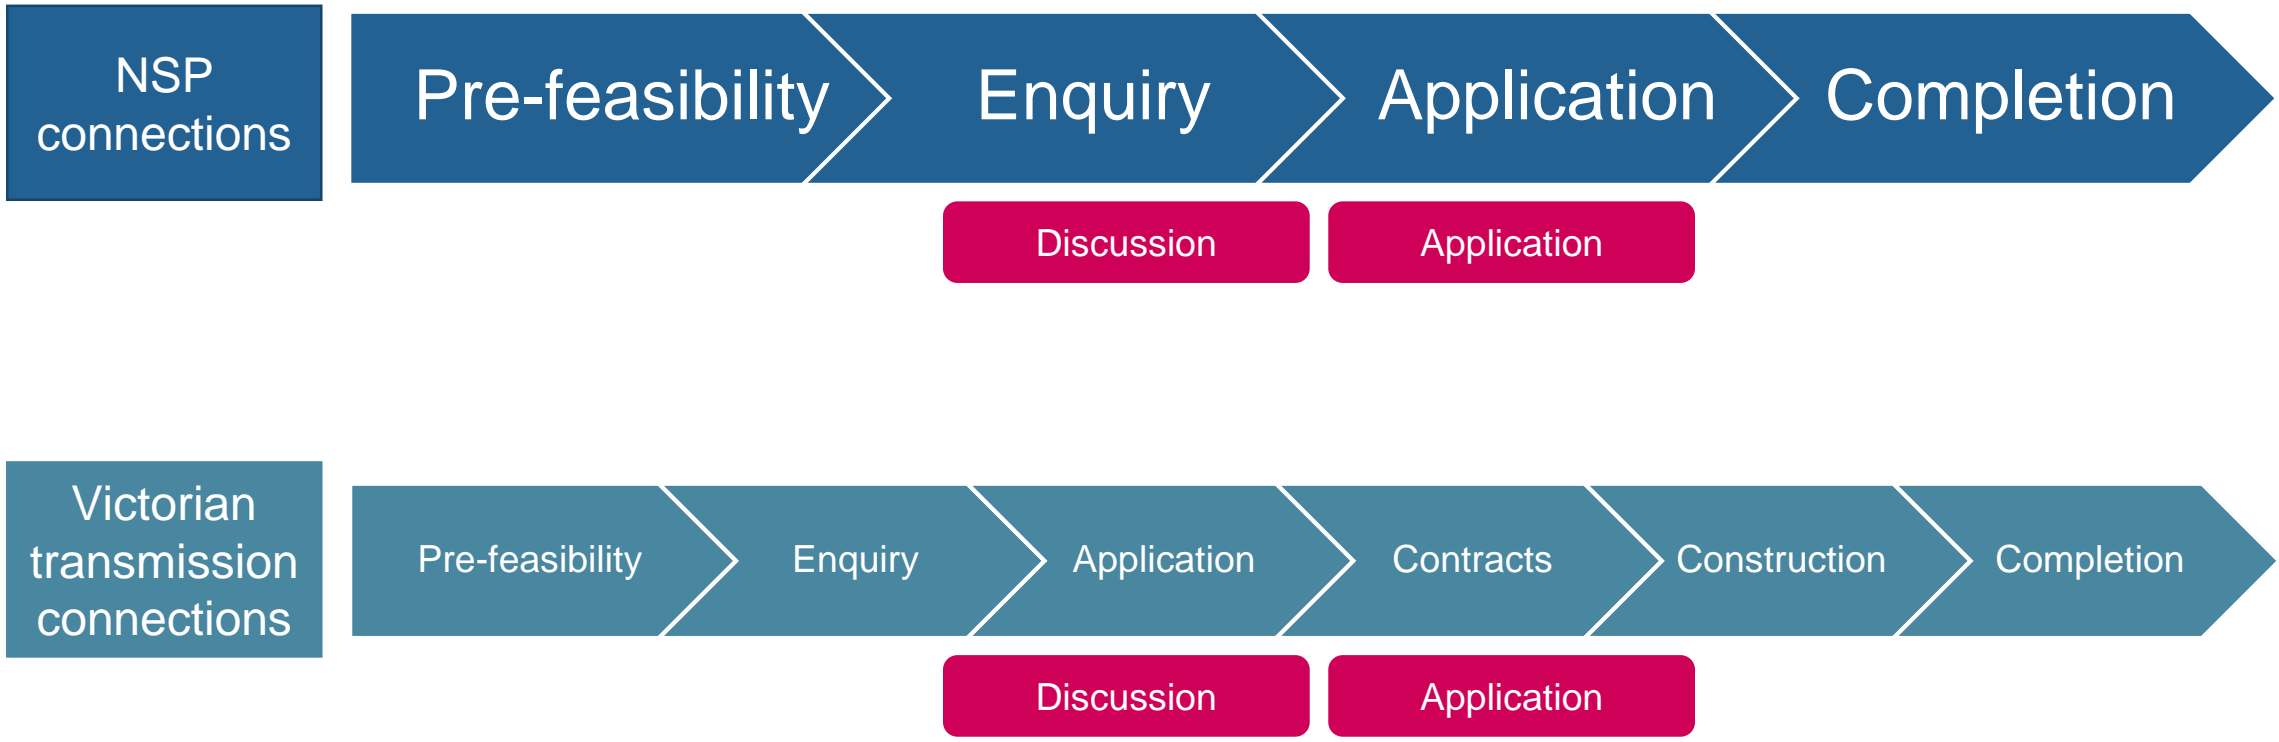 NSP
connections
Pre-feasibility
Enquiry
Application
Completion
Discussion
Application
Victorian
transmission
connections
Pre-feasibility
Enquiry
Application
Contracts
Construction
Completion
Discussion
Application